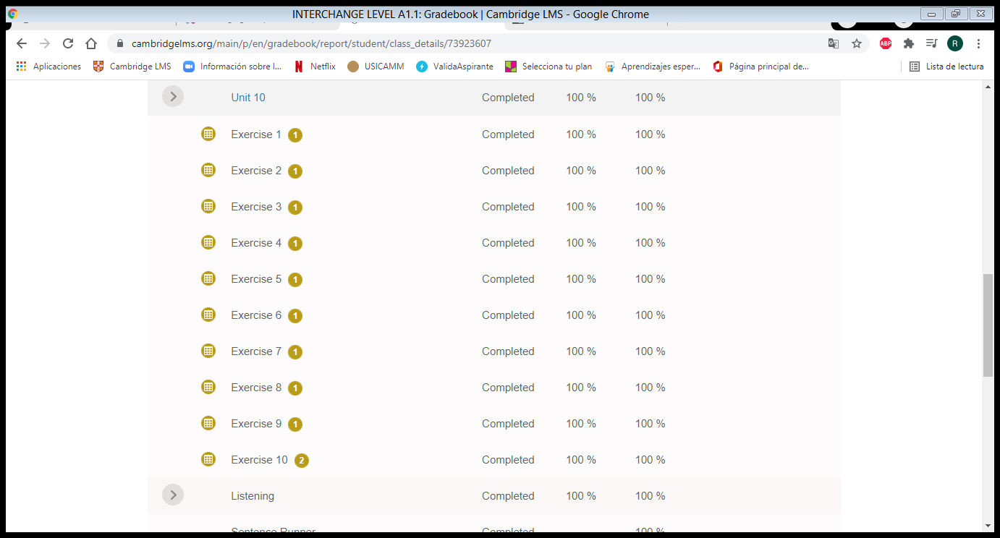 INTERCHANGE LEVEL A1.1: Gradebook | Cambridge LMS - Google Chrome
cambridgelms.org/main/p/en/gradebook/report/student/class_details/73923607 ABP R
Aplicaciones Cambridge LMS Información sobre l... Netflix USICAMM ValidaAspirante Selecciona tu plan Aprendizajes esper... Página principal de... Lista de lectura
Unit 10 Completed 100 % 100 %
Exercise 1 1 Completed 100 % 100 %
Exercise 2 1 Completed 100 % 100 %
Exercise 3 1 Completed 100 % 100 %
Exercise 4 1 Completed 100 % 100 %
Exercise 5 1 Completed 100 % 100 %
Exercise 6 1 Completed 100 % 100 %
Exercise 7 1 Completed 100 % 100 %
Exercise 8 1 Completed 100 % 100 %
Exercise 9 1 Completed 100 % 100 %
Exercise 10 2 Completed 100 % 100 %
Listening Completed 100 % 100 %
Sentence Runner Completed 100 %